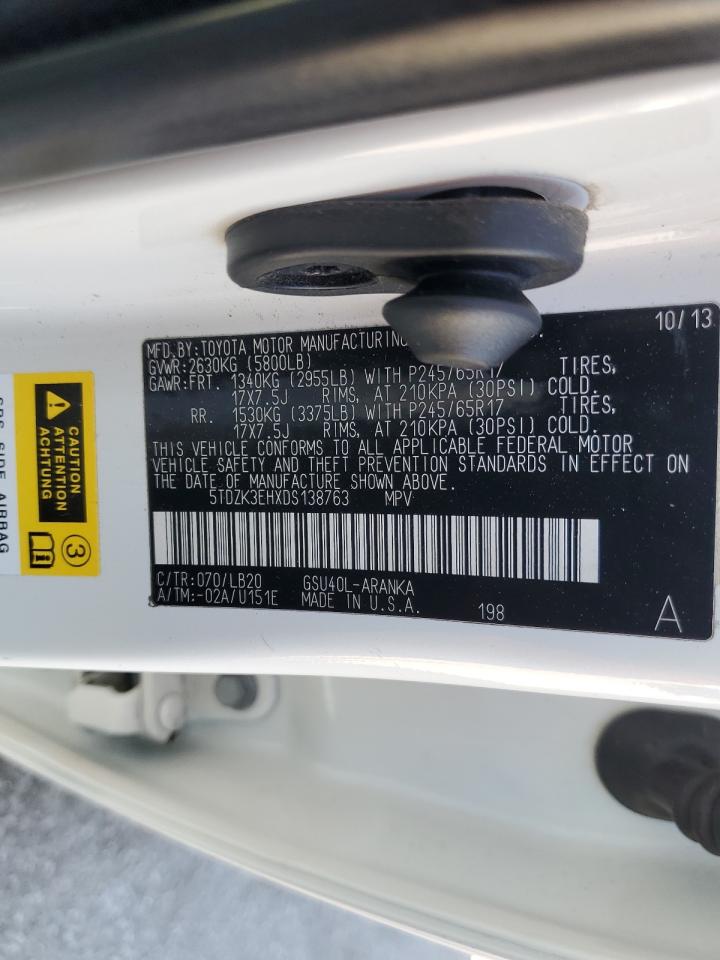 10/13
MFD.BY:TOYOTA MOTOR MANUFACTURING
GVWR:2630KG (5800LB)
GAWR:FRT. 1340KG (2955LB) WITH P245/65R17 TIRES,
17X7.5J RIMS, AT 210KPA (30PSI) COLD.
RR. 1530KG (3375LB) WITH P245/65R17 TIRES,
17X7.5J RIMS, AT 210KPA (30PSI) COLD.
THIS VEHICLE CONFORMS TO ALL APPLICABLE FEDERAL MOTOR
VEHICLE SAFETY AND THEFT PREVENTION STANDARDS IN EFFECT ON
THE DATE OF MANUFACTURE SHOWN ABOVE.
5TDZK3EHXDS138763 MPV
C/TR:070/LB20 GSU40L-ARANKA
A/TM:-02A/U151E MADE IN U.S.A. 198 A
CAUTION
ATTENTION
ACHTUNG
3
SRS SIDE AIRBAG